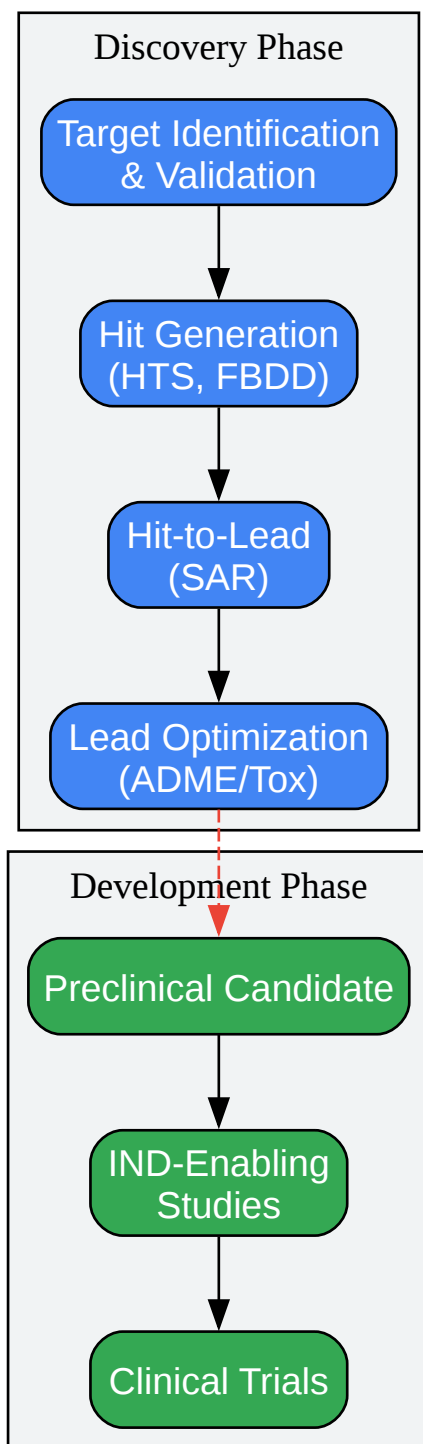 Discovery Phase
Target Identification
& Validation
Hit Generation
(HTS, FBDD)
Hit-to-Lead
(SAR)
Lead Optimization
(ADME/Tox)
Development Phase
Preclinical Candidate
IND-Enabling
Studies
Clinical Trials